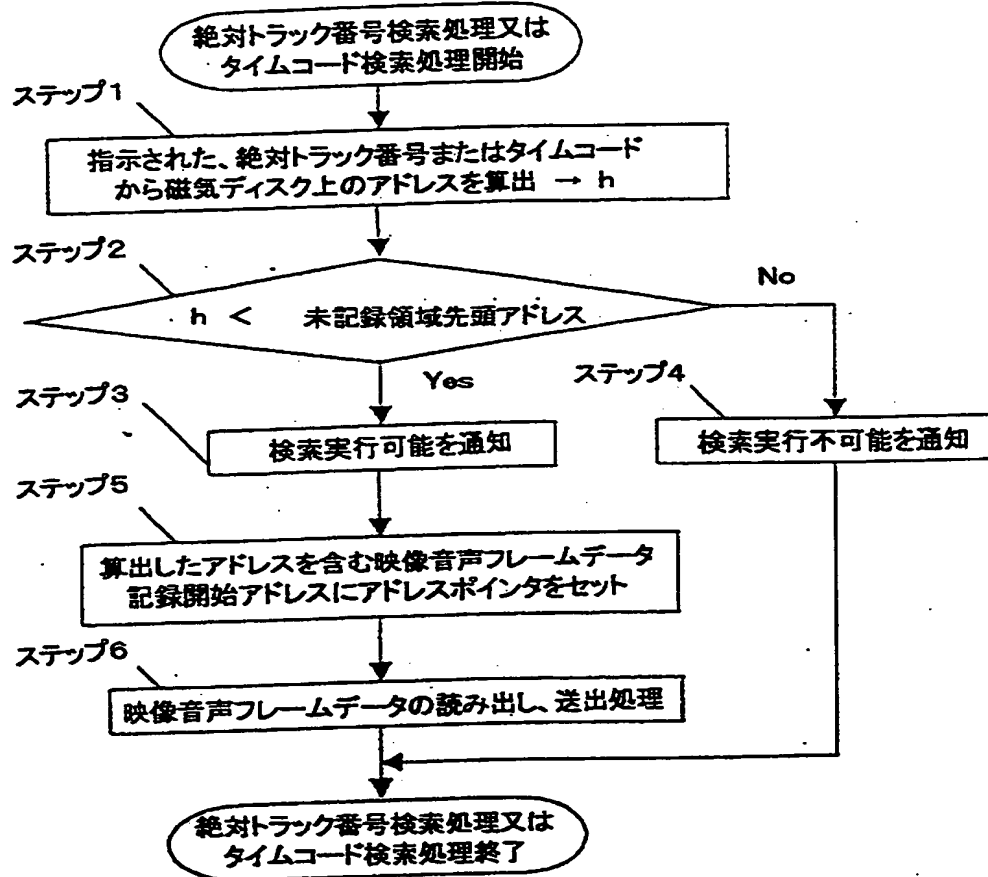 絶対トラック番号検索処理又は
タイムコード検索処理開始
ステップ1
指示された、絶対トラック番号またはタイムコード
から磁気ディスク上のアドレスを算出 → h
ステップ2
h < 未記録領域先頭アドレス
No
Yes
ステップ3
検索実行可能を通知
ステップ4
検索実行不可能を通知
ステップ5
算出したアドレスを含む映像音声フレームデータ
記録開始アドレスにアドレスポインタをセット
ステップ6
映像音声フレームデータの読み出し、送出処理
絶対トラック番号検索処理又は
タイムコード検索処理終了